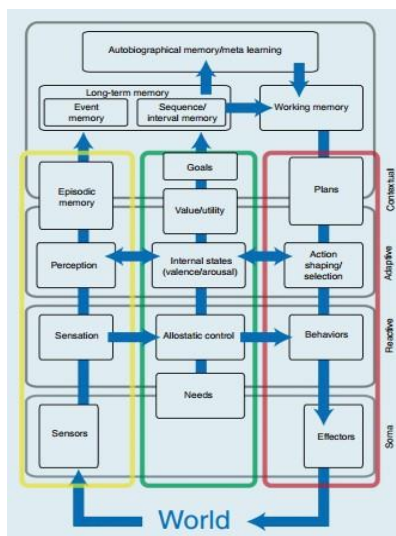 Autobiographical memory/meta learning
Long-term memory
Event
memory
Sequence/
interval memory
Working memory
Goals
Episodic
memory
Value/utility
Plans
Contextual
Perception
Internal states
(valence/arousal)
Action
shaping/
selection
Adaptive
Sensation
Allostatic control
Behaviors
Reactive
Needs
Sensors
Effectors
Soma
World